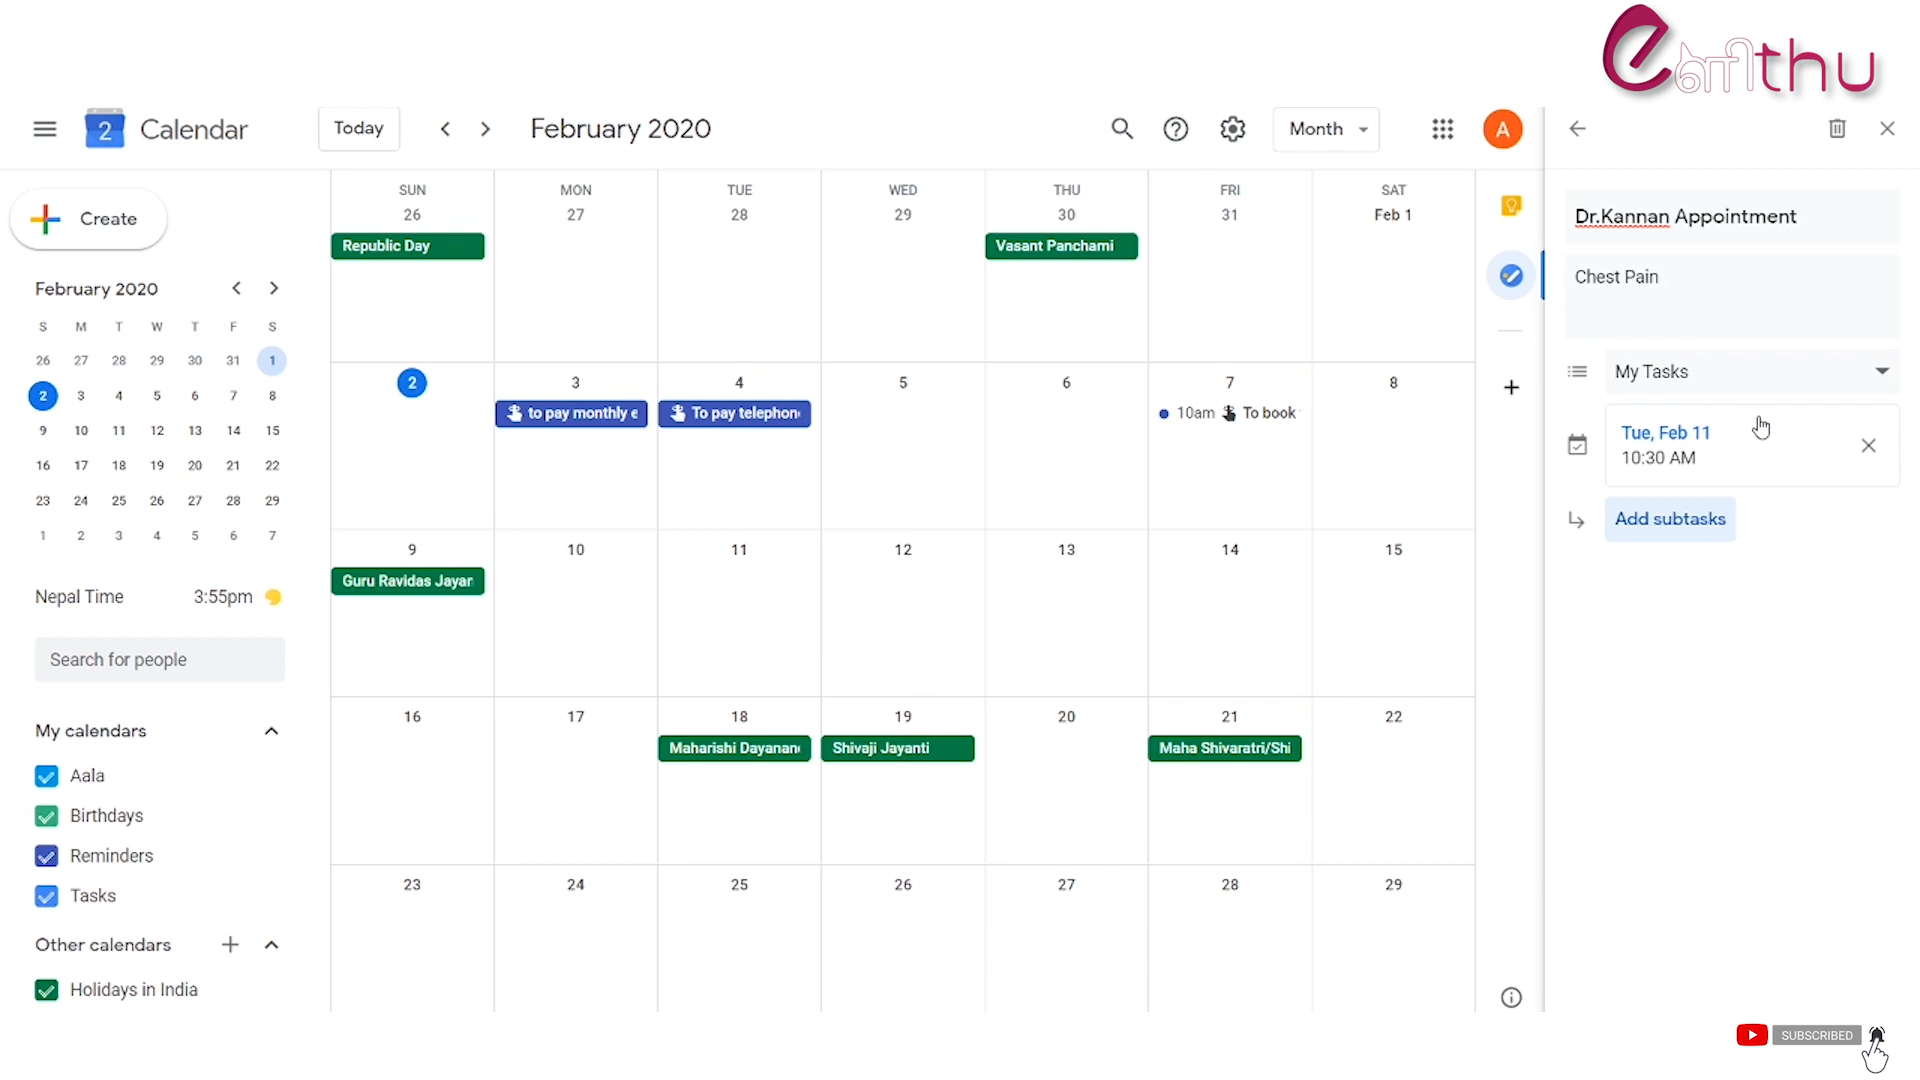 eளிthu
2
Calendar
Today
February 2020
Month
A
Create
February 2020
S M T W T F S
26 27 28 29 30 31 1
2 3 4 5 6 7 8
9 10 11 12 13 14 15
16 17 18 19 20 21 22
23 24 25 26 27 28 29
1 2 3 4 5 6 7
Nepal Time 3:55pm
Search for people
My calendars
Aala
Birthdays
Reminders
Tasks
Other calendars
Holidays in India
SUN MON TUE WED THU FRI SAT
26 27 28 29 30 31 Feb 1
Republic Day
Vasant Panchami
2 3 4 5 6 7 8
to pay monthly e
To pay telephon
10am To book
9 10 11 12 13 14 15
Guru Ravidas Jayan
16 17 18 19 20 21 22
Maharishi Dayanand
Shivaji Jayanti
Maha Shivaratri/Shi
23 24 25 26 27 28 29
Dr.Kannan Appointment
Chest Pain
My Tasks
Tue, Feb 11
10:30 AM
Add subtasks
SUBSCRIBED